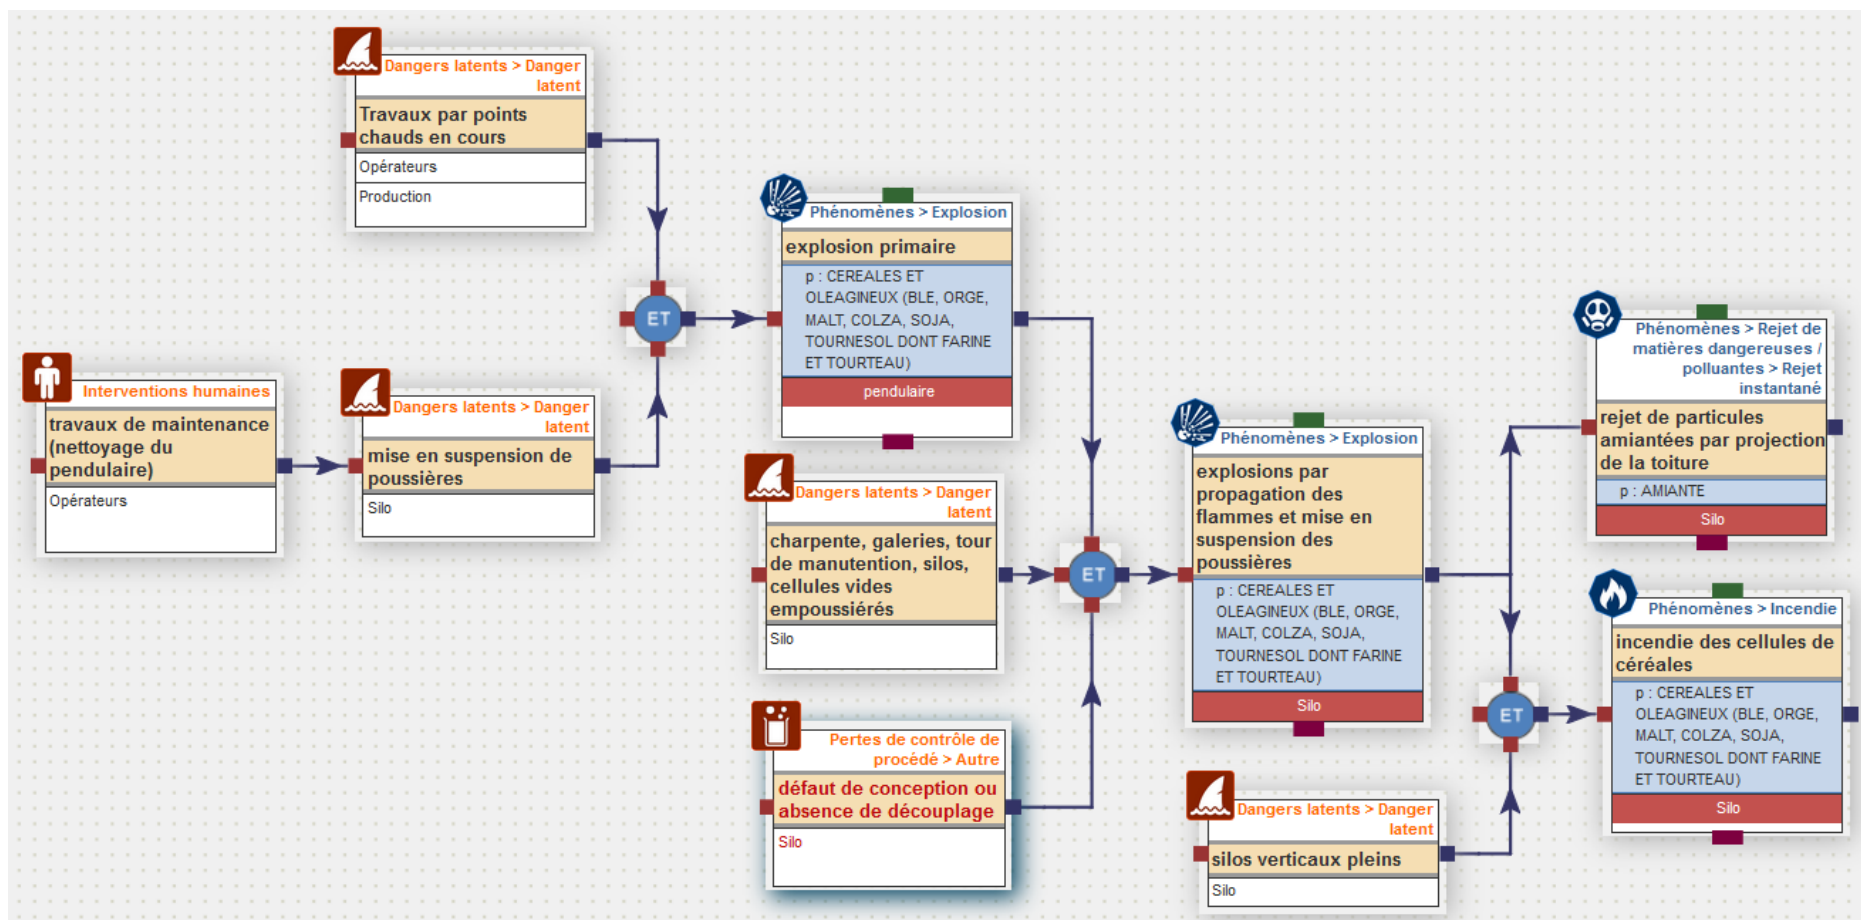 Dangers latents > Danger
latent
Travaux par points
chauds en cours
Opérateurs
Production
ET
Interventions humaines
travaux de maintenance
(nettoyage du
pendulaire)
Opérateurs
Dangers latents > Danger
latent
mise en suspension de
poussières
Silo
Phénomènes > Explosion
explosion primaire
p : CEREALES ET
OLEAGINEUX (BLE, ORGE,
MALT, COLZA, SOJA,
TOURNESOL DONT FARINE
ET TOURTEAU)
pendulaire
Dangers latents > Danger
latent
charpente, galeries, tour
de manutention, silos,
cellules vides
empoussiérés
Silo
ET
Pertes de contrôle de
procédé > Autre
défaut de conception ou
absence de découplage
Silo
Phénomènes > Explosion
explosions par
propagation des
flammes et mise en
suspension des
poussières
p : CEREALES ET
OLEAGINEUX (BLE, ORGE,
MALT, COLZA, SOJA,
TOURNESOL DONT FARINE
ET TOURTEAU)
Silo
Dangers latents > Danger
latent
silos verticaux pleins
Silo
ET
Phénomènes > Rejet de
matières dangereuses /
polluantes > Rejet
instantané
rejet de particules
amiantées par projection
de la toiture
p : AMIANTE
Silo
Phénomènes > Incendie
incendie des cellules de
céréales
p : CEREALES ET
OLEAGINEUX (BLE, ORGE,
MALT, COLZA, SOJA,
TOURNESOL DONT FARINE
ET TOURTEAU)
Silo